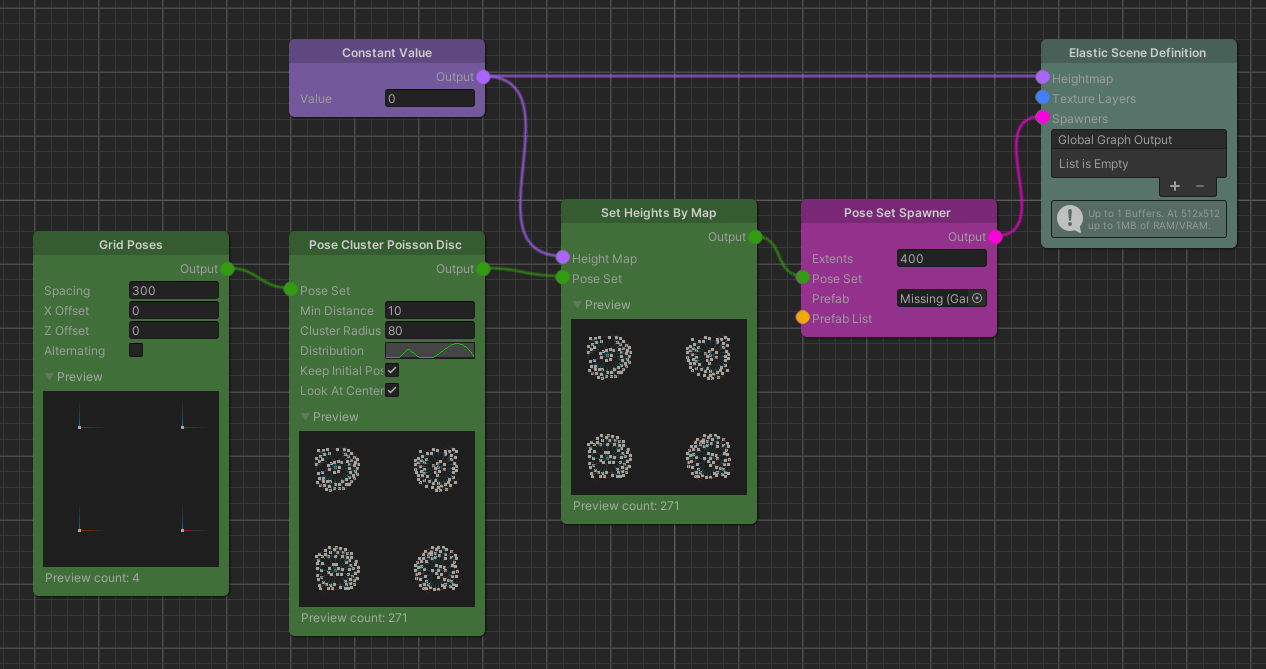 Constant Value
Output
Value 0
Elastic Scene Definition
Heightmap
Texture Layers
Spawners
Global Graph Output
List is Empty
+ −
Up to 1 Buffers. At 512x512
up to 1MB of RAM/VRAM.
Grid Poses
Output
Spacing 300
X Offset 0
Z Offset 0
Alternating
Preview
Preview count: 4
Pose Cluster Poisson Disc
Output
Pose Set
Min Distance 10
Cluster Radius 80
Distribution
Keep Initial Pos
Look At Center
Preview
Preview count: 271
Set Heights By Map
Output
Height Map
Pose Set
Preview
Preview count: 271
Pose Set Spawner
Output
Extents 400
Pose Set
Prefab Missing (Gar
Prefab List